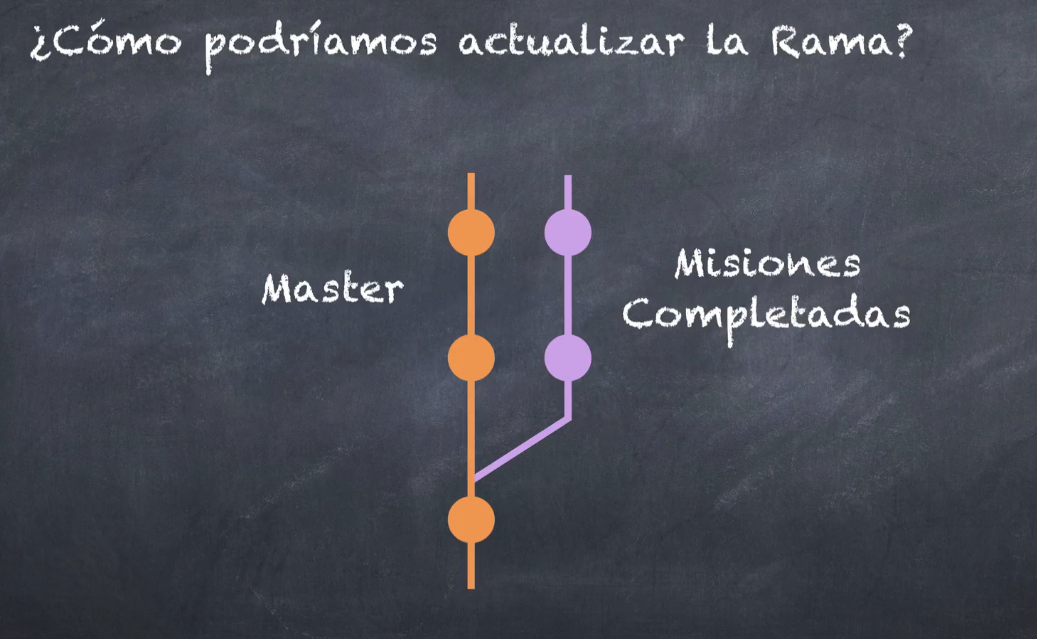 ¿Cómo podríamos actualizar la Rama?
Master
Misiones
Completadas